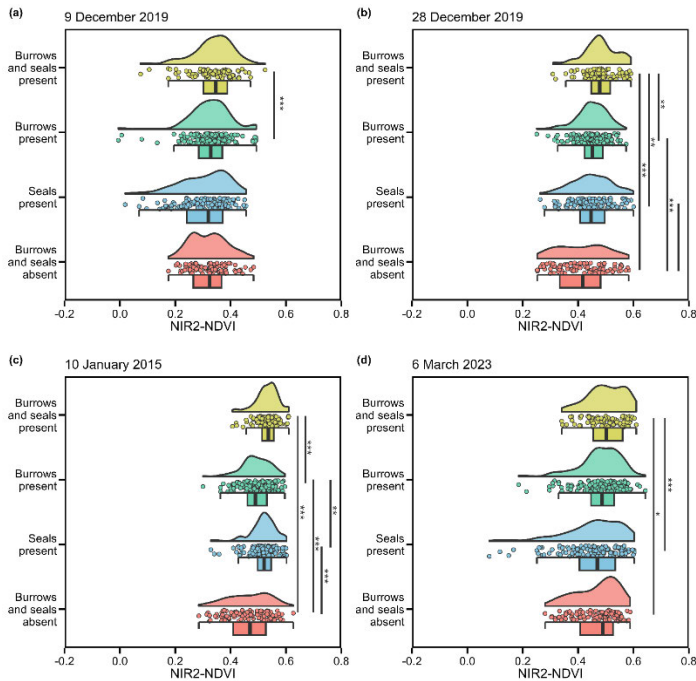 (a)
9 December 2019
Burrows
and seals
present
Burrows
present
Seals
present
Burrows
and seals
absent
***
-0.2 0.0 0.2 0.4 0.6 0.8
NIR2-NDVI
(b)
28 December 2019
Burrows
and seals
present
Burrows
present
Seals
present
Burrows
and seals
absent
***
**
**
***
-0.2 0.0 0.2 0.4 0.6 0.8
NIR2-NDVI
(c)
10 January 2015
Burrows
and seals
present
Burrows
present
Seals
present
Burrows
and seals
absent
***
***
***
***
**
-0.2 0.0 0.2 0.4 0.6 0.8
NIR2-NDVI
(d)
6 March 2023
Burrows
and seals
present
Burrows
present
Seals
present
Burrows
and seals
absent
*
***
-0.2 0.0 0.2 0.4 0.6 0.8
NIR2-NDVI